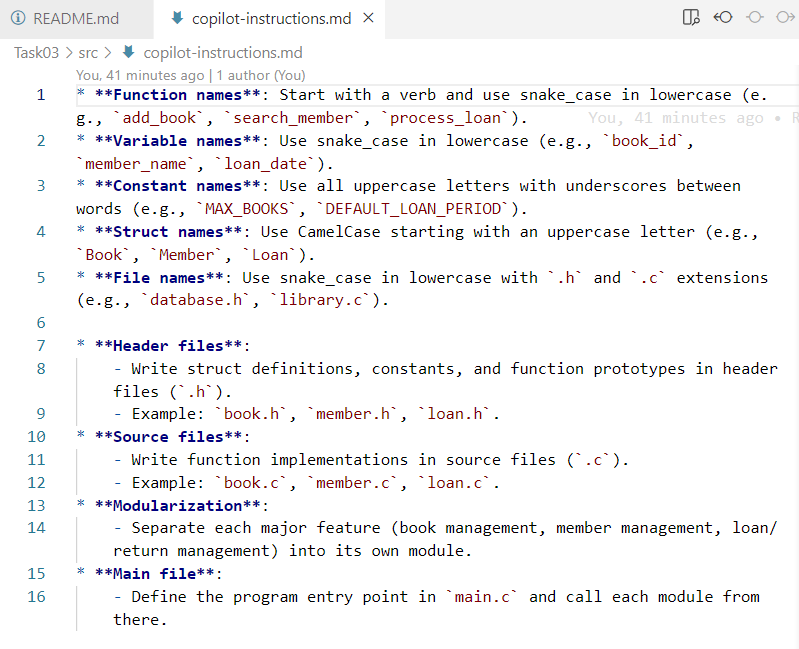 README.md
copilot-instructions.md
Task03 > src > copilot-instructions.md
You, 41 minutes ago | 1 author (You)
1 * **Function names**: Start with a verb and use snake_case in lowercase (e.
g., `add_book`, `search_member`, `process_loan`). You, 41 minutes ago • R
2 * **Variable names**: Use snake_case in lowercase (e.g., `book_id`,
`member_name`, `loan_date`).
3 * **Constant names**: Use all uppercase letters with underscores between
words (e.g., `MAX_BOOKS`, `DEFAULT_LOAN_PERIOD`).
4 * **Struct names**: Use CamelCase starting with an uppercase letter (e.g.,
`Book`, `Member`, `Loan`).
5 * **File names**: Use snake_case in lowercase with `.h` and `.c` extensions
(e.g., `database.h`, `library.c`).
6
7 * **Header files**:
8 - Write struct definitions, constants, and function prototypes in header
files (`.h`).
9 - Example: `book.h`, `member.h`, `loan.h`.
10 * **Source files**:
11 - Write function implementations in source files (`.c`).
12 - Example: `book.c`, `member.c`, `loan.c`.
13 * **Modularization**:
14 - Separate each major feature (book management, member management, loan/
return management) into its own module.
15 * **Main file**:
16 - Define the program entry point in `main.c` and call each module from
there.